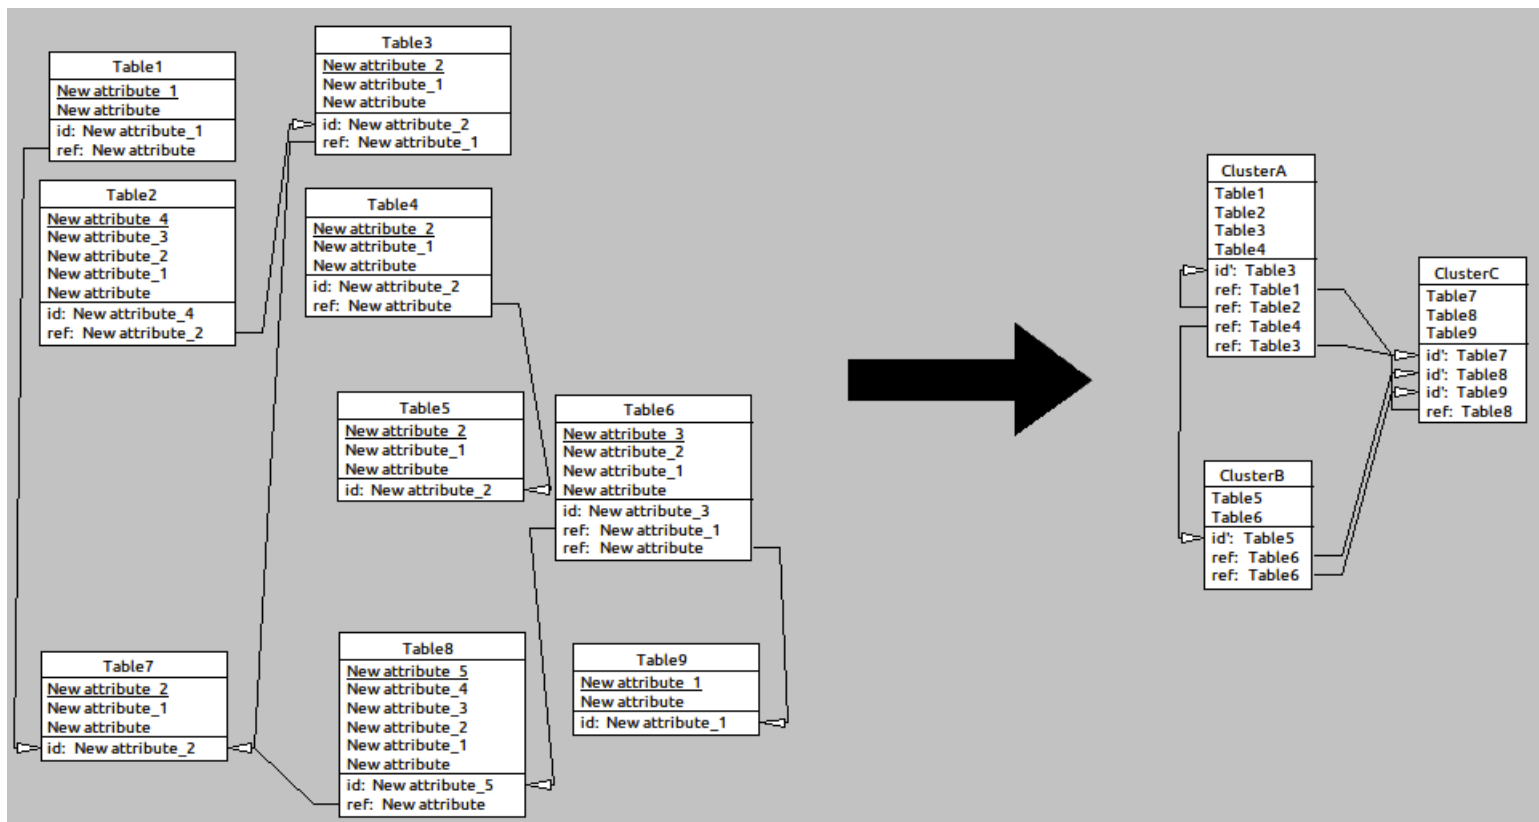 Table1
New attribute_1
New attribute
id: New attribute_1
ref: New attribute
Table3
New attribute_2
New attribute_1
New attribute
id: New attribute_2
ref: New attribute_1
Table2
New attribute_4
New attribute_3
New attribute_2
New attribute_1
New attribute
id: New attribute_4
ref: New attribute_2
Table4
New attribute_2
New attribute_1
New attribute
id: New attribute_2
ref: New attribute
Table5
New attribute_2
New attribute_1
New attribute
id: New attribute_2
Table6
New attribute_3
New attribute_2
New attribute_1
New attribute
id: New attribute_3
ref: New attribute_1
ref: New attribute
Table7
New attribute_2
New attribute_1
New attribute
id: New attribute_2
Table8
New attribute_5
New attribute_4
New attribute_3
New attribute_2
New attribute_1
New attribute
id: New attribute_5
ref: New attribute
Table9
New attribute_1
New attribute
id: New attribute_1
ClusterA
Table1
Table2
Table3
Table4
id': Table3
ref: Table1
ref: Table2
ref: Table4
ref: Table3
ClusterC
Table7
Table8
Table9
id': Table7
id': Table8
id': Table9
ref: Table8
ClusterB
Table5
Table6
id': Table5
ref: Table6
ref: Table6